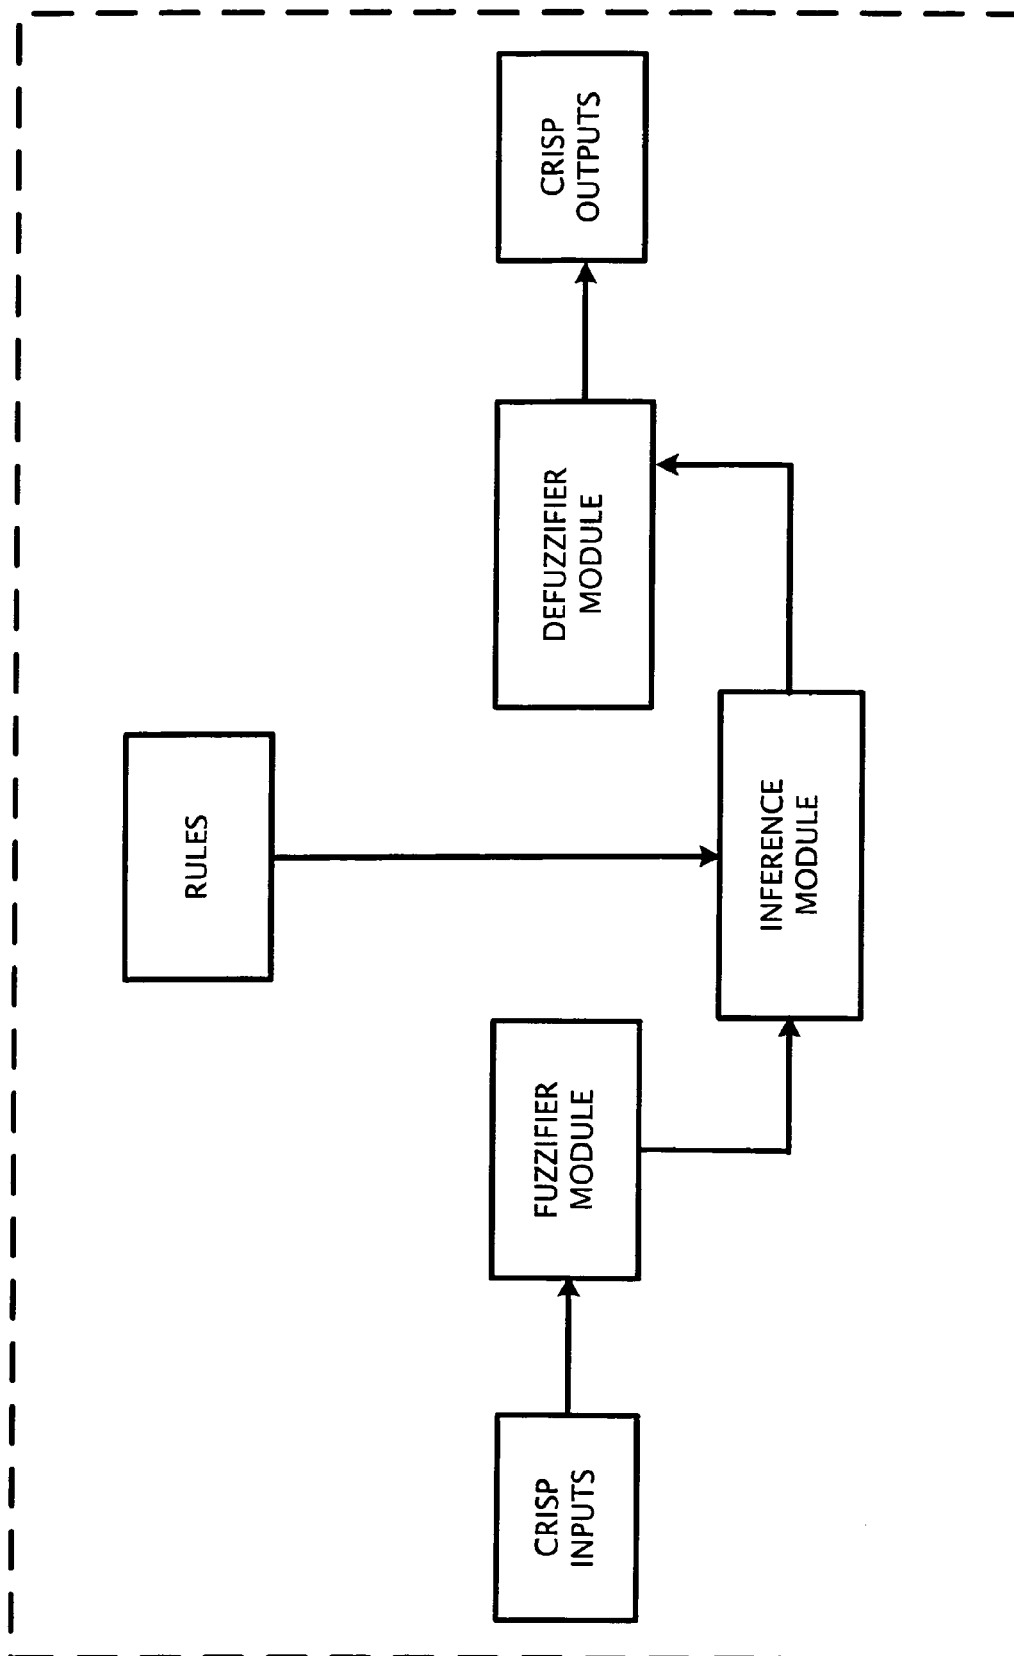 RULES
CRISP
INPUTS
FUZZIFIER
MODULE
INFERENCE
MODULE
DEFUZZIFIER
MODULE
CRISP
OUTPUTS